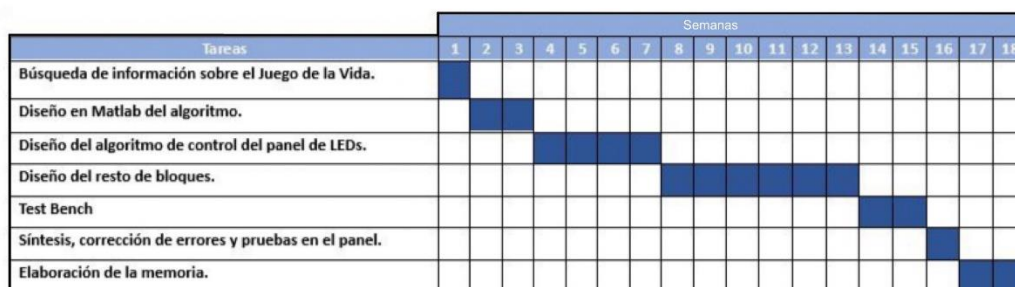 Semanas
Tareas 1 2 3 4 5 6 7 8 9 10 11 12 13 14 15 16 17 18
Búsqueda de información sobre el Juego de la Vida.
Diseño en Matlab del algoritmo.
Diseño del algoritmo de control del panel de LEDs.
Diseño del resto de bloques.
Test Bench
Síntesis, corrección de errores y pruebas en el panel.
Elaboración de la memoria.